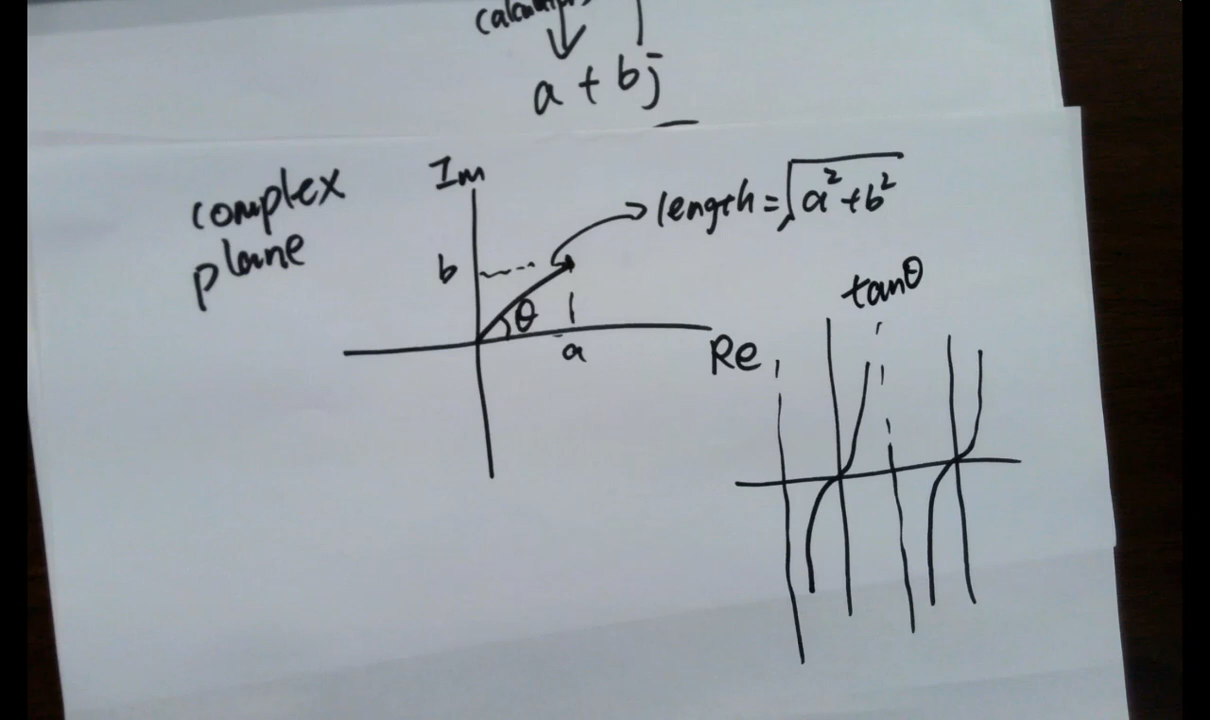 a + bj
complex
plane
Im
length = √a² + b²
b
θ
a
Re
tanθ